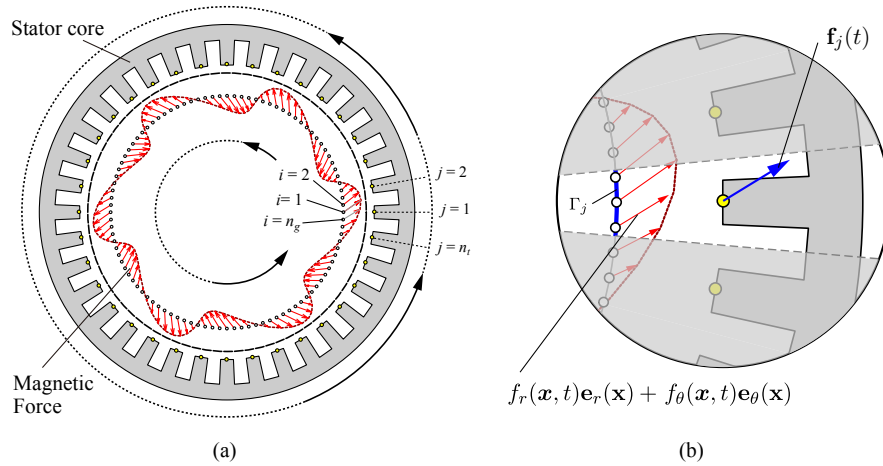 Stator core
i = 2
i = 1
i = n_g
j = 2
j = 1
j = n_t
Magnetic
Force
(a)
f_j(t)
Γ_j
f_r(x, t)e_r(x) + f_θ(x, t)e_θ(x)
(b)